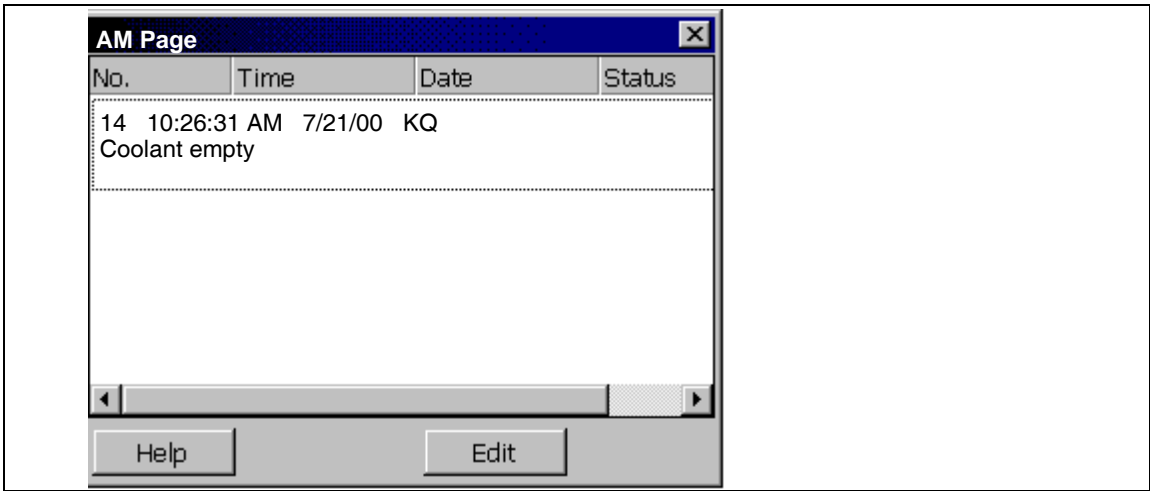 AM Page
No. Time Date Status
14 10:26:31 AM 7/21/00 KQ
Coolant empty
Help Edit